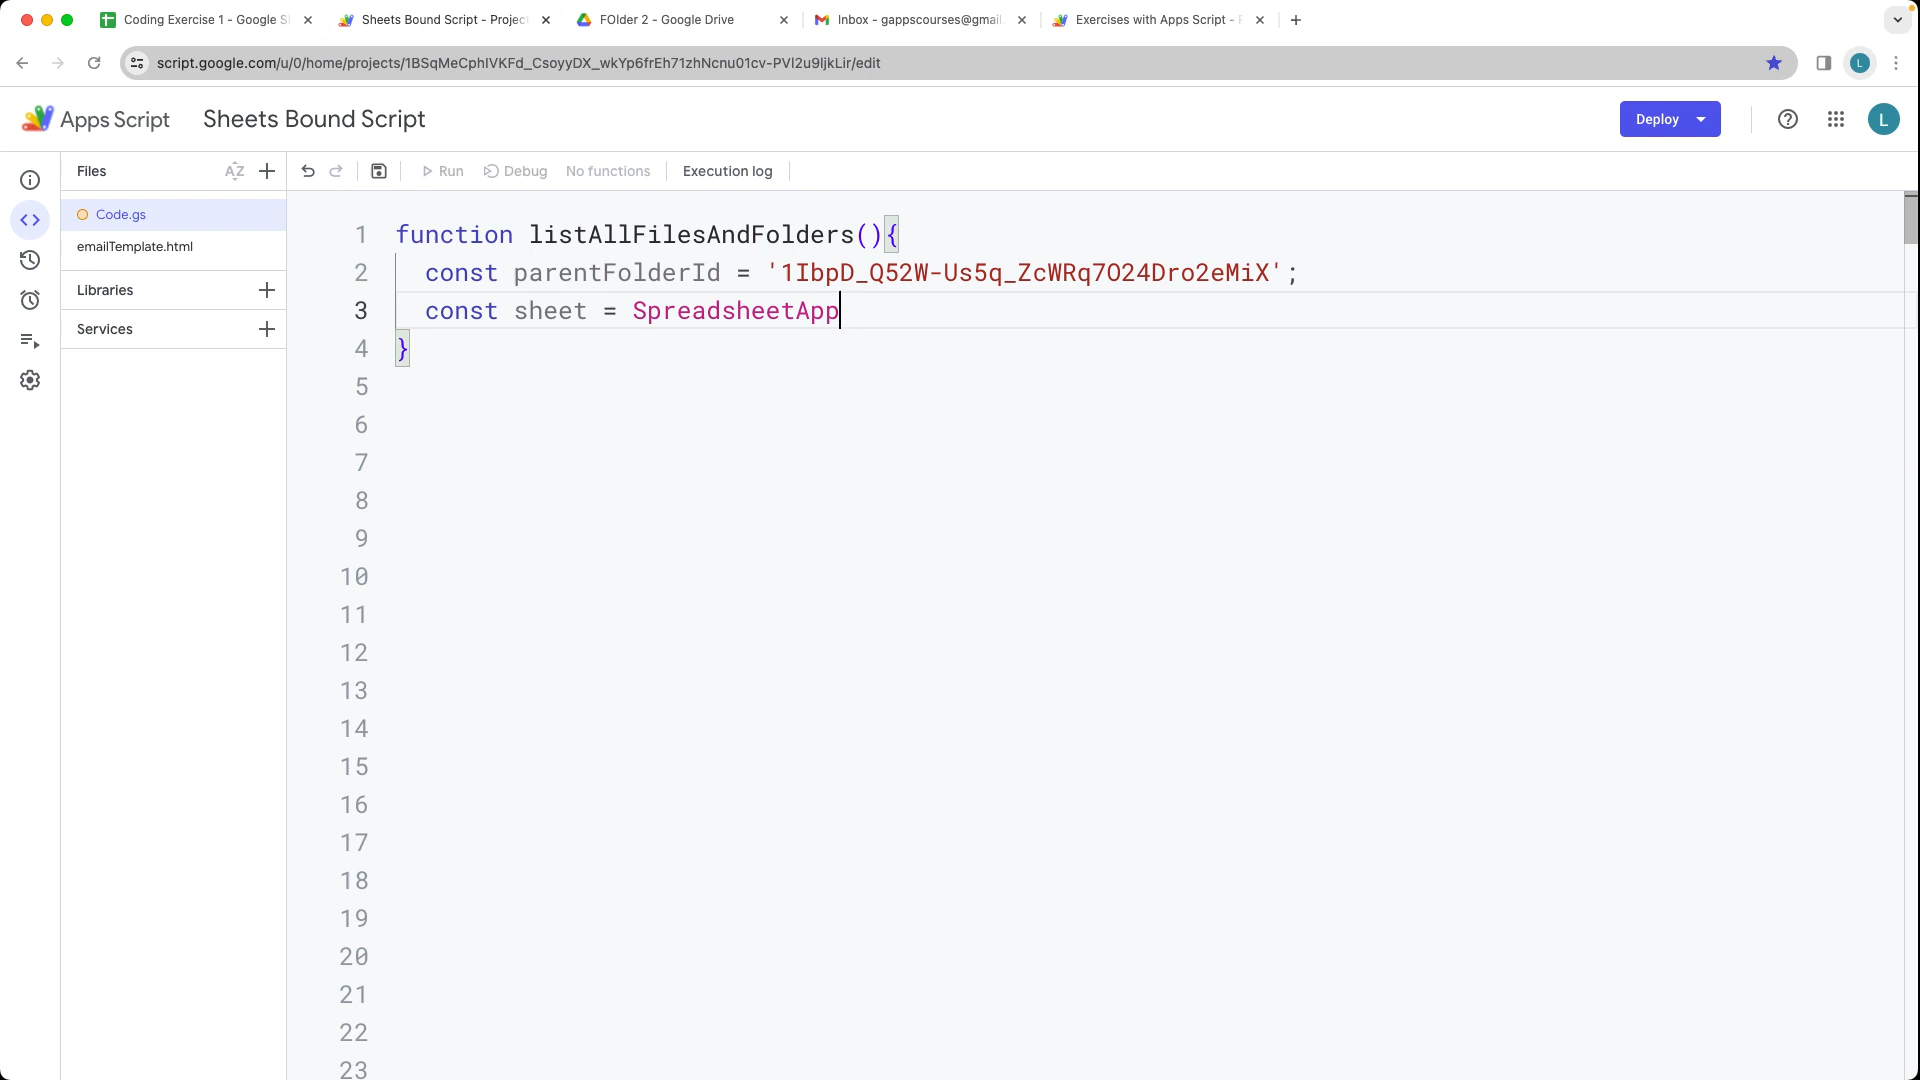 Coding Exercise 1 - Google S
Sheets Bound Script - Projec
FOlder 2 - Google Drive
Inbox - gappscourses@gmail.
Exercises with Apps Script - P
script.google.com/u/0/home/projects/1BSqMeCphIVKFd_CsoyyDX_wkYp6frEh71zhNcnu01cv-PVI2u9ljkLir/edit
L
Apps Script
Sheets Bound Script
Deploy
L
Files
AZ
Run
Debug
No functions
Execution log
Code.gs
emailTemplate.html
Libraries
Services
1 function listAllFilesAndFolders(){
2 const parentFolderId = '1IbpD_Q52W-Us5q_ZcWRq7O24Dro2eMiX';
3 const sheet = SpreadsheetApp
4 }
5
6
7
8
9
10
11
12
13
14
15
16
17
18
19
20
21
22
23